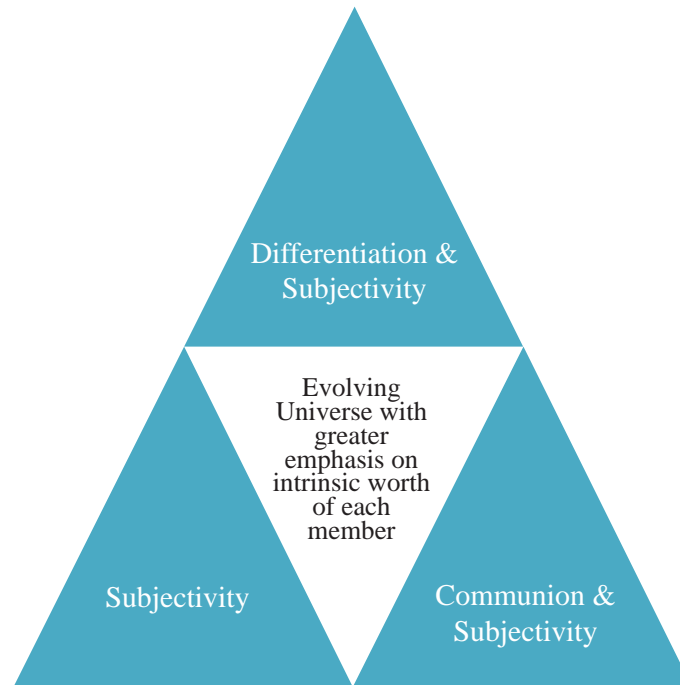 Differentiation &
Subjectivity
Evolving
Universe with
greater
emphasis on
intrinsic worth
of each
member
Subjectivity
Communion &
Subjectivity